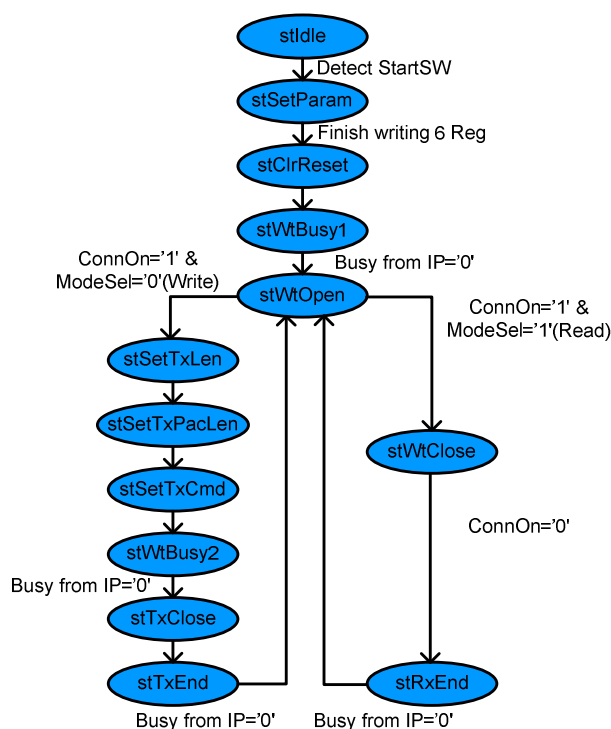 stIdle
Detect StartSW
stSetParam
Finish writing 6 Reg
stClrReset
stWtBusy1
Busy from IP='0'
ConnOn='1' &
ModeSel='0'(Write)
stWtOpen
ConnOn='1' &
ModeSel='1'(Read)
stSetTxLen
stSetTxPacLen
stSetTxCmd
stWtBusy2
Busy from IP='0'
stTxClose
stTxEnd
Busy from IP='0'
stWtClose
ConnOn='0'
stRxEnd
Busy from IP='0'